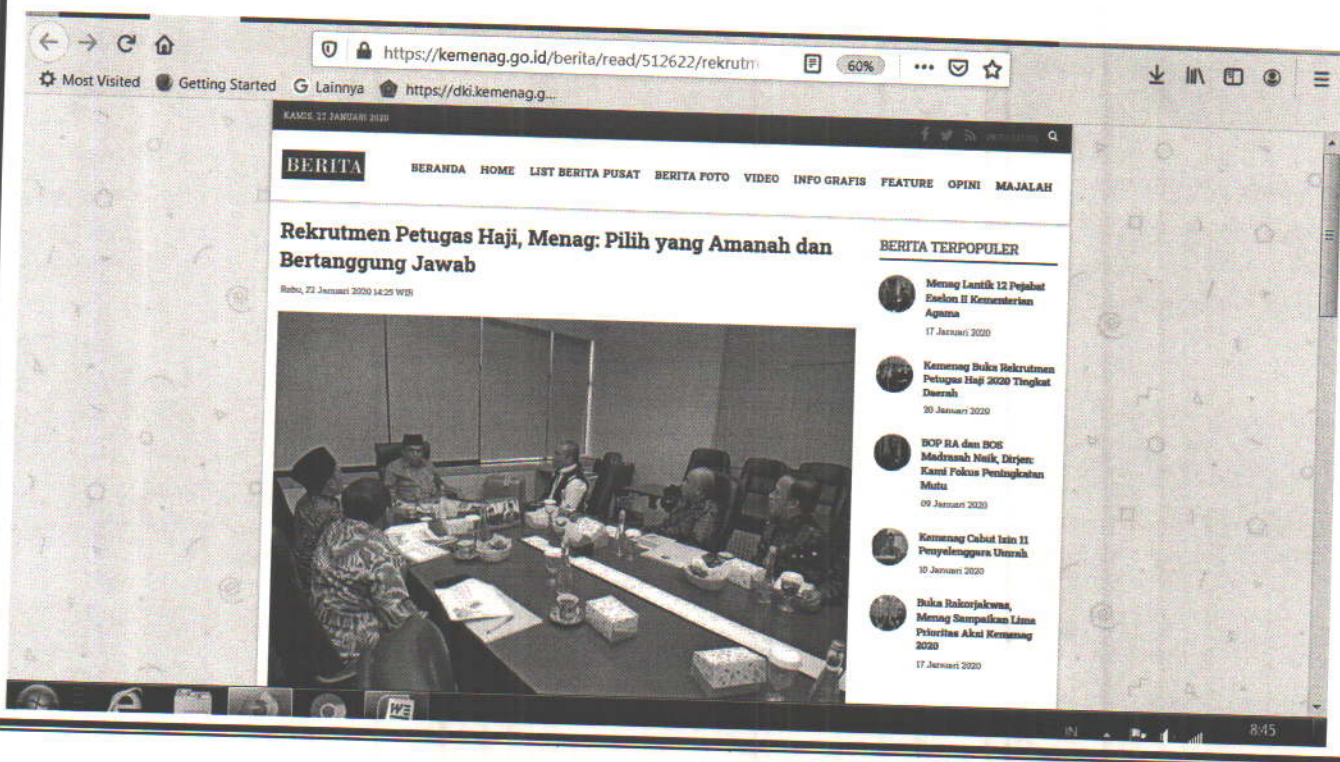 https://kemenag.go.id/berita/read/512622/rekrutm
60%
Most Visited
Getting Started
G Lainnya
https://dki.kemenag.g...
KAMIS, 23 JANUARI 2020
BERITA
BERANDA HOME LIST BERITA PUSAT BERITA FOTO VIDEO INFO GRAFIS FEATURE OPINI MAJALAH
Rekrutmen Petugas Haji, Menag: Pilih yang Amanah dan
Bertanggung Jawab
Rabu, 22 Januari 2020 14:25 WIB
BERITA TERPOPULER
Menag Lantik 12 Pejabat
Eselon II Kementerian
Agama
17 Januari 2020
Kemenag Buka Rekrutmen
Petugas Haji 2020 Tingkat
Daerah
20 Januari 2020
BOP RA dan BOS
Madrasah Naik, Dirjen:
Kami Fokus Peningkatan
Mutu
09 Januari 2020
Kemenag Cabut Izin 11
Penyelenggara Umrah
10 Januari 2020
Buka Rakorjakwas,
Menag Sampaikan Lima
Prioritas Aksi Kemenag
2020
17 Januari 2020
IN
8:45